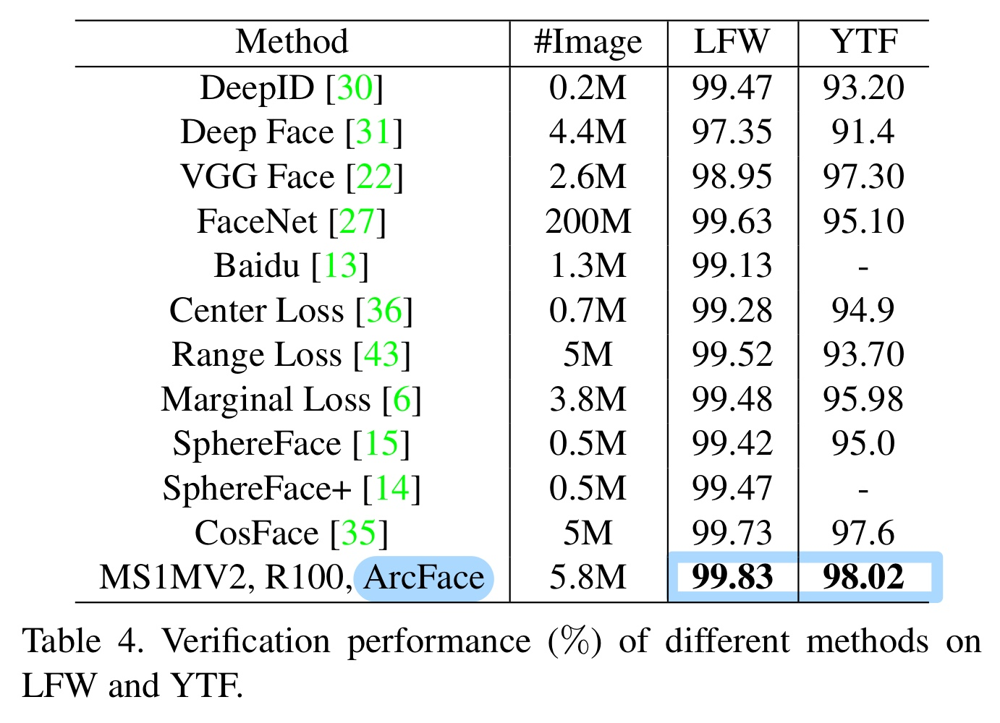 Method #Image LFW YTF
DeepID [30] 0.2M 99.47 93.20
Deep Face [31] 4.4M 97.35 91.4
VGG Face [22] 2.6M 98.95 97.30
FaceNet [27] 200M 99.63 95.10
Baidu [13] 1.3M 99.13 -
Center Loss [36] 0.7M 99.28 94.9
Range Loss [43] 5M 99.52 93.70
Marginal Loss [6] 3.8M 99.48 95.98
SphereFace [15] 0.5M 99.42 95.0
SphereFace+ [14] 0.5M 99.47 -
CosFace [35] 5M 99.73 97.6
MS1MV2, R100, ArcFace 5.8M 99.83 98.02
Table 4. Verification performance (%) of different methods on
LFW and YTF.